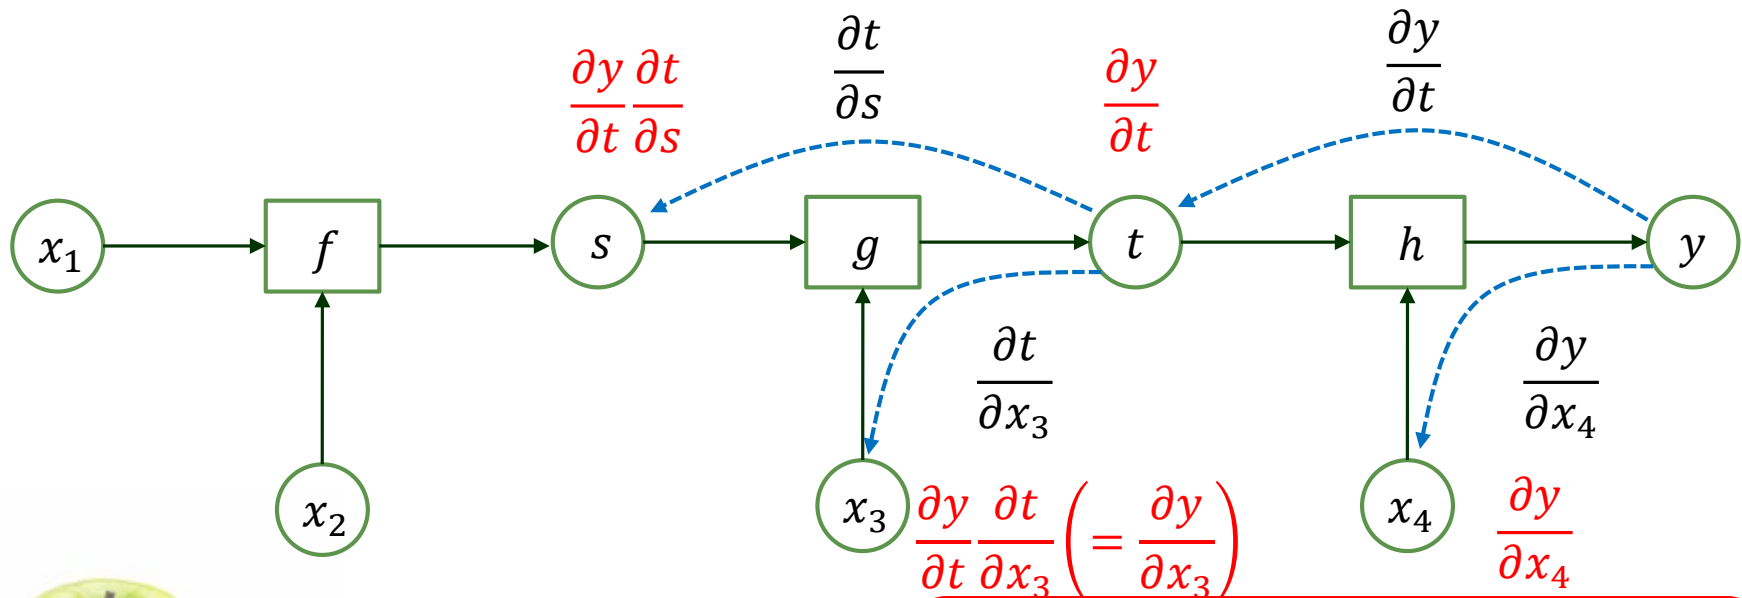 ∂t/∂s
∂y/∂t
∂y/∂t ∂t/∂s
∂y/∂t
x₁
f
s
g
t
h
y
∂t/∂x₃
∂y/∂x₄
x₂
x₃
∂y/∂t ∂t/∂x₃ (= ∂y/∂x₃)
x₄
∂y/∂x₄